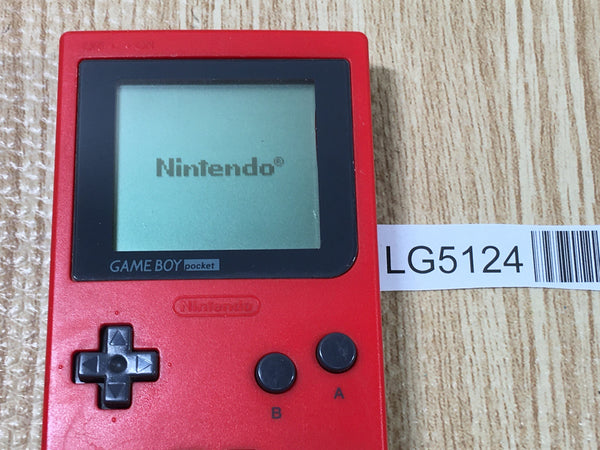 Nintendo®
GAME BOY pocket
LG5124
Nintendo
B
A